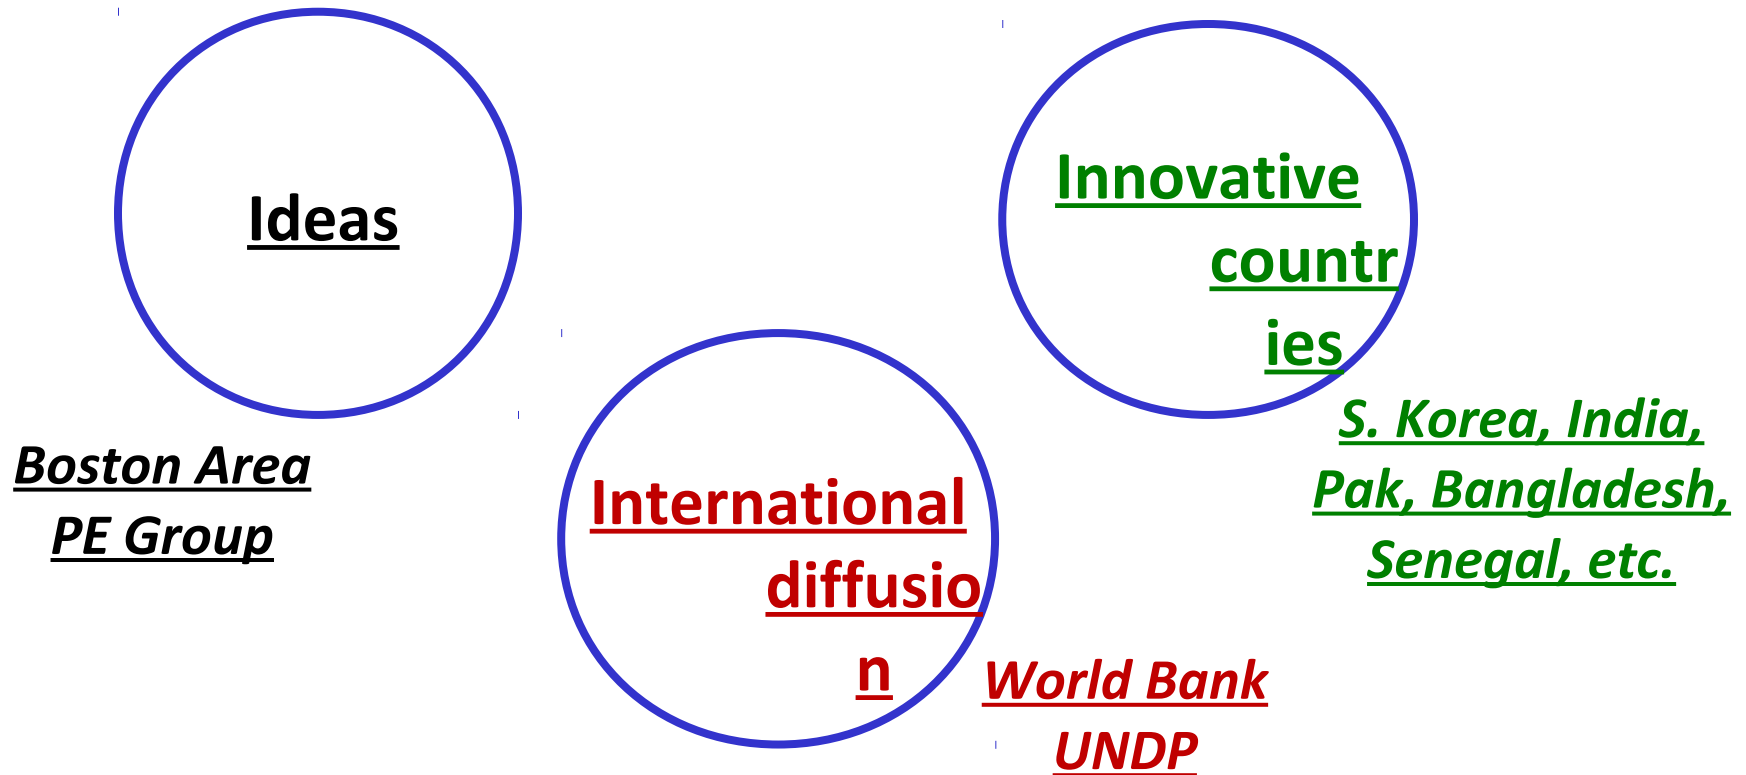 Ideas
Boston Area
PE Group
Innovative
countr
ies
S. Korea, India,
Pak, Bangladesh,
Senegal, etc.
International
diffusio
n
World Bank
UNDP